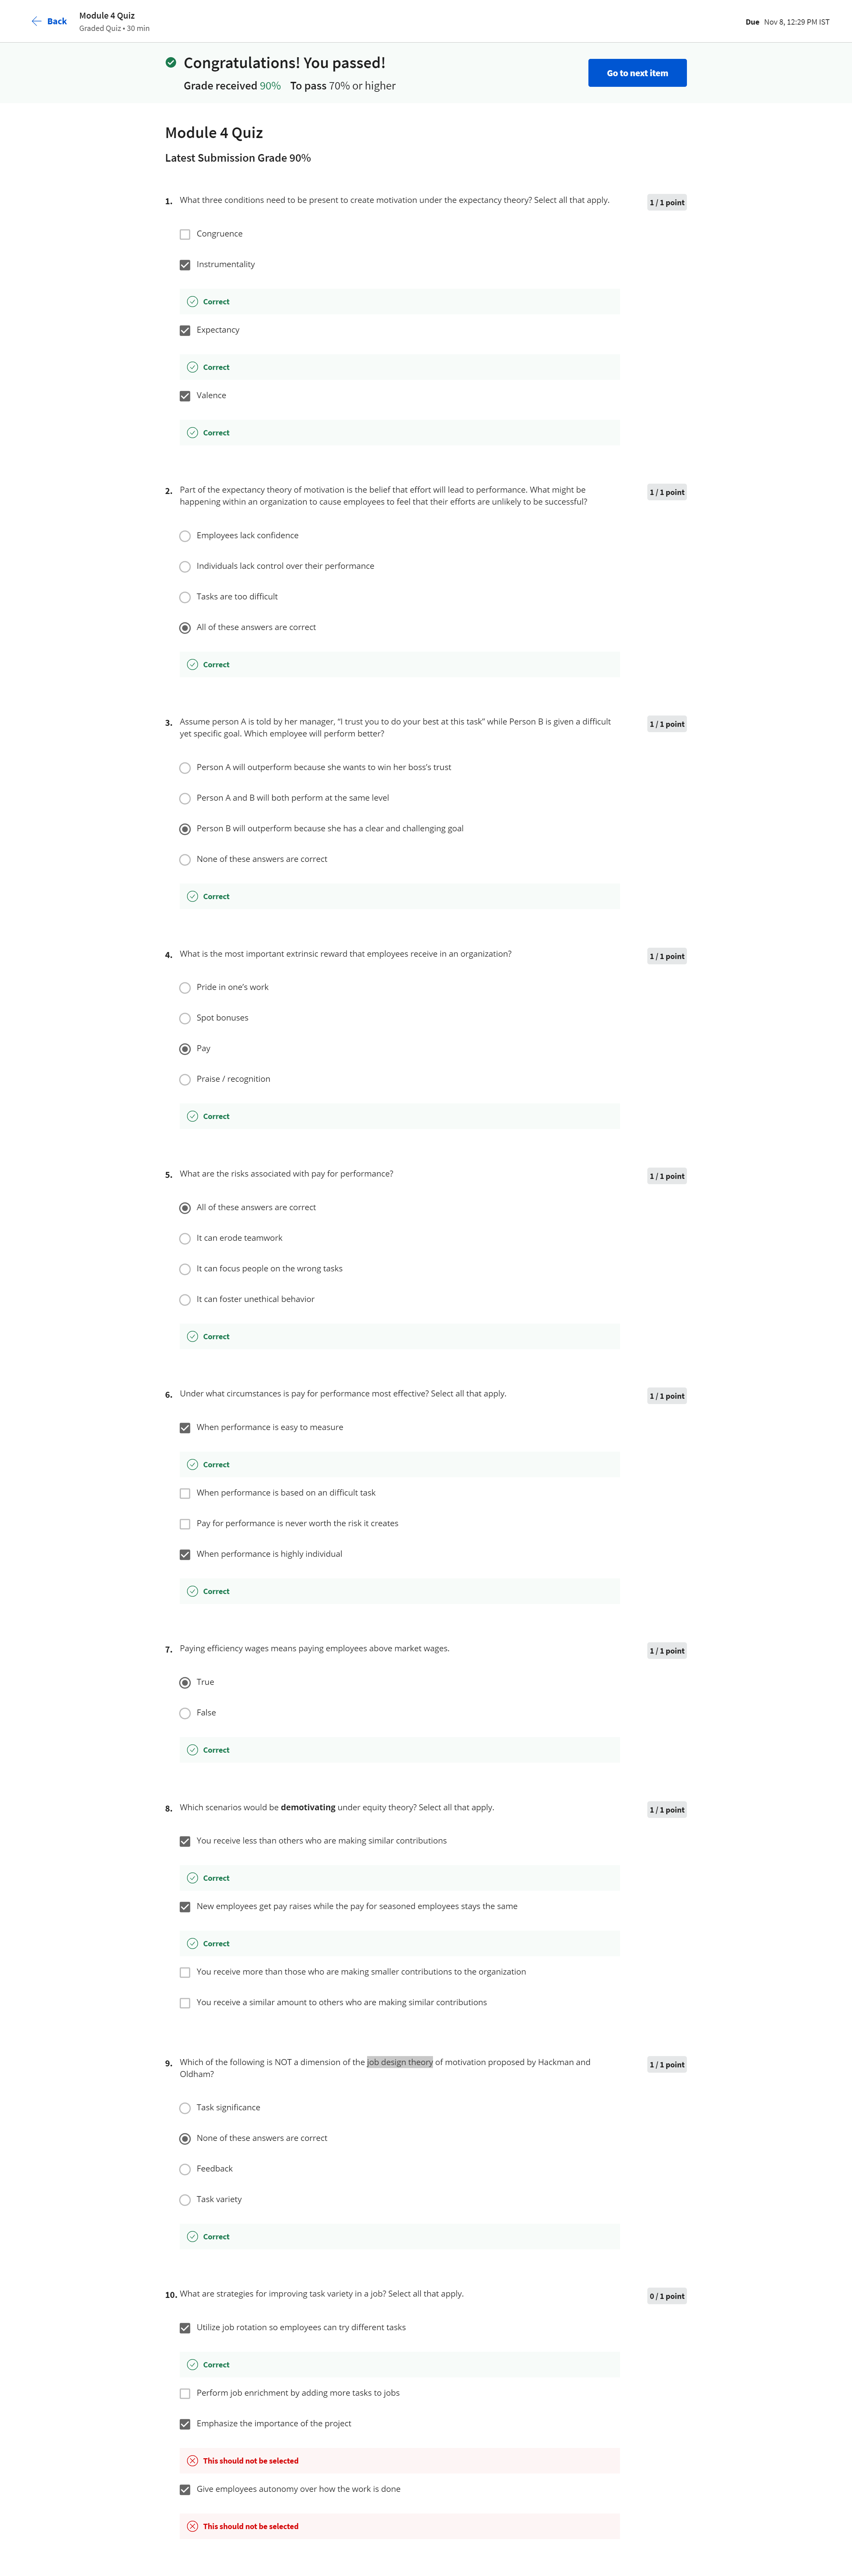 Back
Module 4 Quiz
Graded Quiz • 30 min
Due Nov 8, 12:29 PM IST
Congratulations! You passed!
Grade received 90% To pass 70% or higher
Go to next item
Module 4 Quiz
Latest Submission Grade 90%
1. What three conditions need to be present to create motivation under the expectancy theory? Select all that apply.
1 / 1 point
Congruence
Instrumentality
Correct
Expectancy
Correct
Valence
Correct
2. Part of the expectancy theory of motivation is the belief that effort will lead to performance. What might be
happening within an organization to cause employees to feel that their efforts are unlikely to be successful?
1 / 1 point
Employees lack confidence
Individuals lack control over their performance
Tasks are too difficult
All of these answers are correct
Correct
3. Assume person A is told by her manager, “I trust you to do your best at this task” while Person B is given a difficult
yet specific goal. Which employee will perform better?
1 / 1 point
Person A will outperform because she wants to win her boss’s trust
Person A and B will both perform at the same level
Person B will outperform because she has a clear and challenging goal
None of these answers are correct
Correct
4. What is the most important extrinsic reward that employees receive in an organization?
1 / 1 point
Pride in one’s work
Spot bonuses
Pay
Praise / recognition
Correct
5. What are the risks associated with pay for performance?
1 / 1 point
All of these answers are correct
It can erode teamwork
It can focus people on the wrong tasks
It can foster unethical behavior
Correct
6. Under what circumstances is pay for performance most effective? Select all that apply.
1 / 1 point
When performance is easy to measure
Correct
When performance is based on an difficult task
Pay for performance is never worth the risk it creates
When performance is highly individual
Correct
7. Paying efficiency wages means paying employees above market wages.
1 / 1 point
True
False
Correct
8. Which scenarios would be demotivating under equity theory? Select all that apply.
1 / 1 point
You receive less than others who are making similar contributions
Correct
New employees get pay raises while the pay for seasoned employees stays the same
Correct
You receive more than those who are making smaller contributions to the organization
You receive a similar amount to others who are making similar contributions
9. Which of the following is NOT a dimension of the job design theory of motivation proposed by Hackman and
Oldham?
1 / 1 point
Task significance
None of these answers are correct
Feedback
Task variety
Correct
10. What are strategies for improving task variety in a job? Select all that apply.
0 / 1 point
Utilize job rotation so employees can try different tasks
Correct
Perform job enrichment by adding more tasks to jobs
Emphasize the importance of the project
This should not be selected
Give employees autonomy over how the work is done
This should not be selected